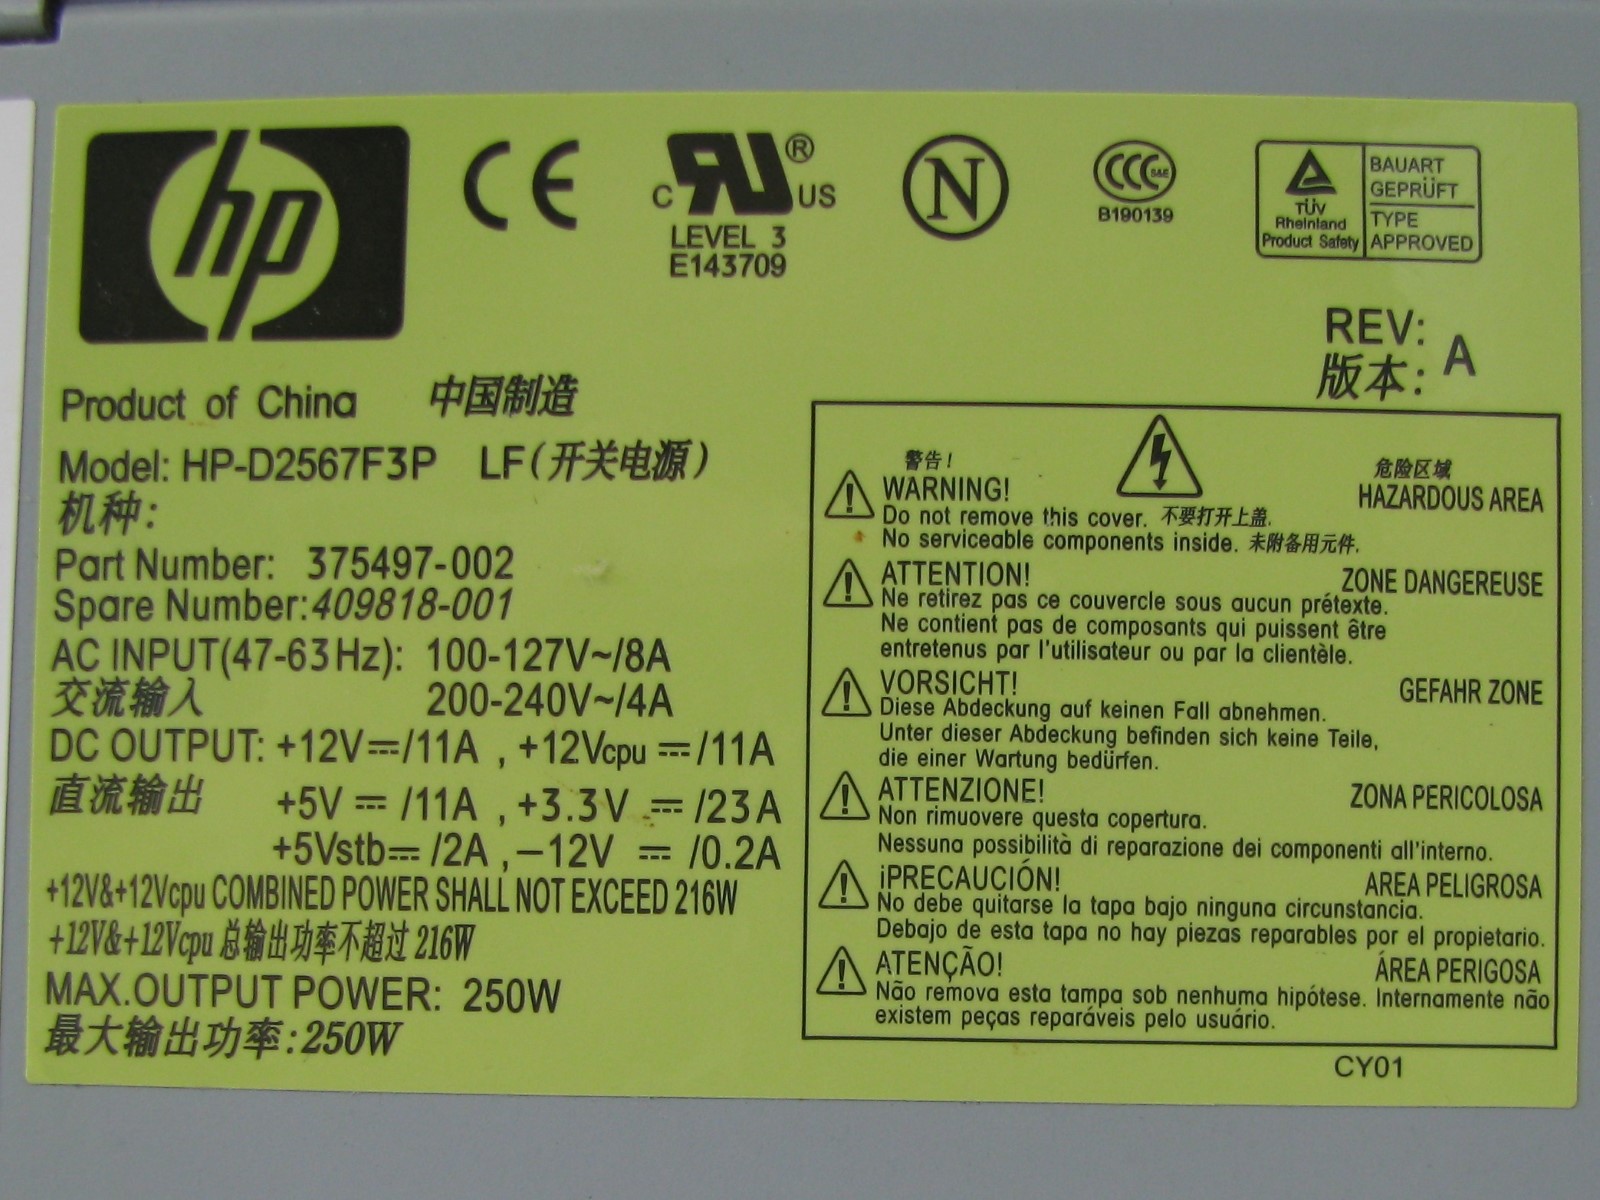 hp
CE
C RU ® US
LEVEL 3
E143709
N
CCC S&E
B190139
TÜV
Rheinland
Product Safety
BAUART
GEPRÜFT
TYPE
APPROVED
REV:
版本: A
Product of China 中国制造
Model: HP-D2567F3P LF(开关电源)
机种:
Part Number: 375497-002
Spare Number:409818-001
AC INPUT(47-63Hz): 100-127V~/8A
交流输入 200-240V~/4A
DC OUTPUT: +12V⎓/11A , +12Vcpu ⎓/11A
直流输出 +5V ⎓ /11A , +3.3V ⎓ /23A
+5Vstb⎓ /2A , −12V ⎓ /0.2A
+12V&+12Vcpu COMBINED POWER SHALL NOT EXCEED 216W
+12V&+12Vcpu 总输出功率不超过 216W
MAX.OUTPUT POWER: 250W
最大输出功率:250W
警告! 危险区域
WARNING! HAZARDOUS AREA
Do not remove this cover. 不要打开上盖.
No serviceable components inside. 未附备用元件.
ATTENTION! ZONE DANGEREUSE
Ne retirez pas ce couvercle sous aucun prétexte.
Ne contient pas de composants qui puissent être
entretenus par l'utilisateur ou par la clientèle.
VORSICHT! GEFAHR ZONE
Diese Abdeckung auf keinen Fall abnehmen.
Unter dieser Abdeckung befinden sich keine Teile,
die einer Wartung bedürfen.
ATTENZIONE! ZONA PERICOLOSA
Non rimuovere questa copertura.
Nessuna possibilità di reparazione dei componenti all'interno.
¡PRECAUCIÓN! AREA PELIGROSA
No debe quitarse la tapa bajo ninguna circunstancia.
Debajo de esta tapa no hay piezas reparables por el propietario.
ATENÇÃO! ÁREA PERIGOSA
Não remova esta tampa sob nenhuma hipótese. Internamente não
existem peças reparáveis pelo usuário.
CY01